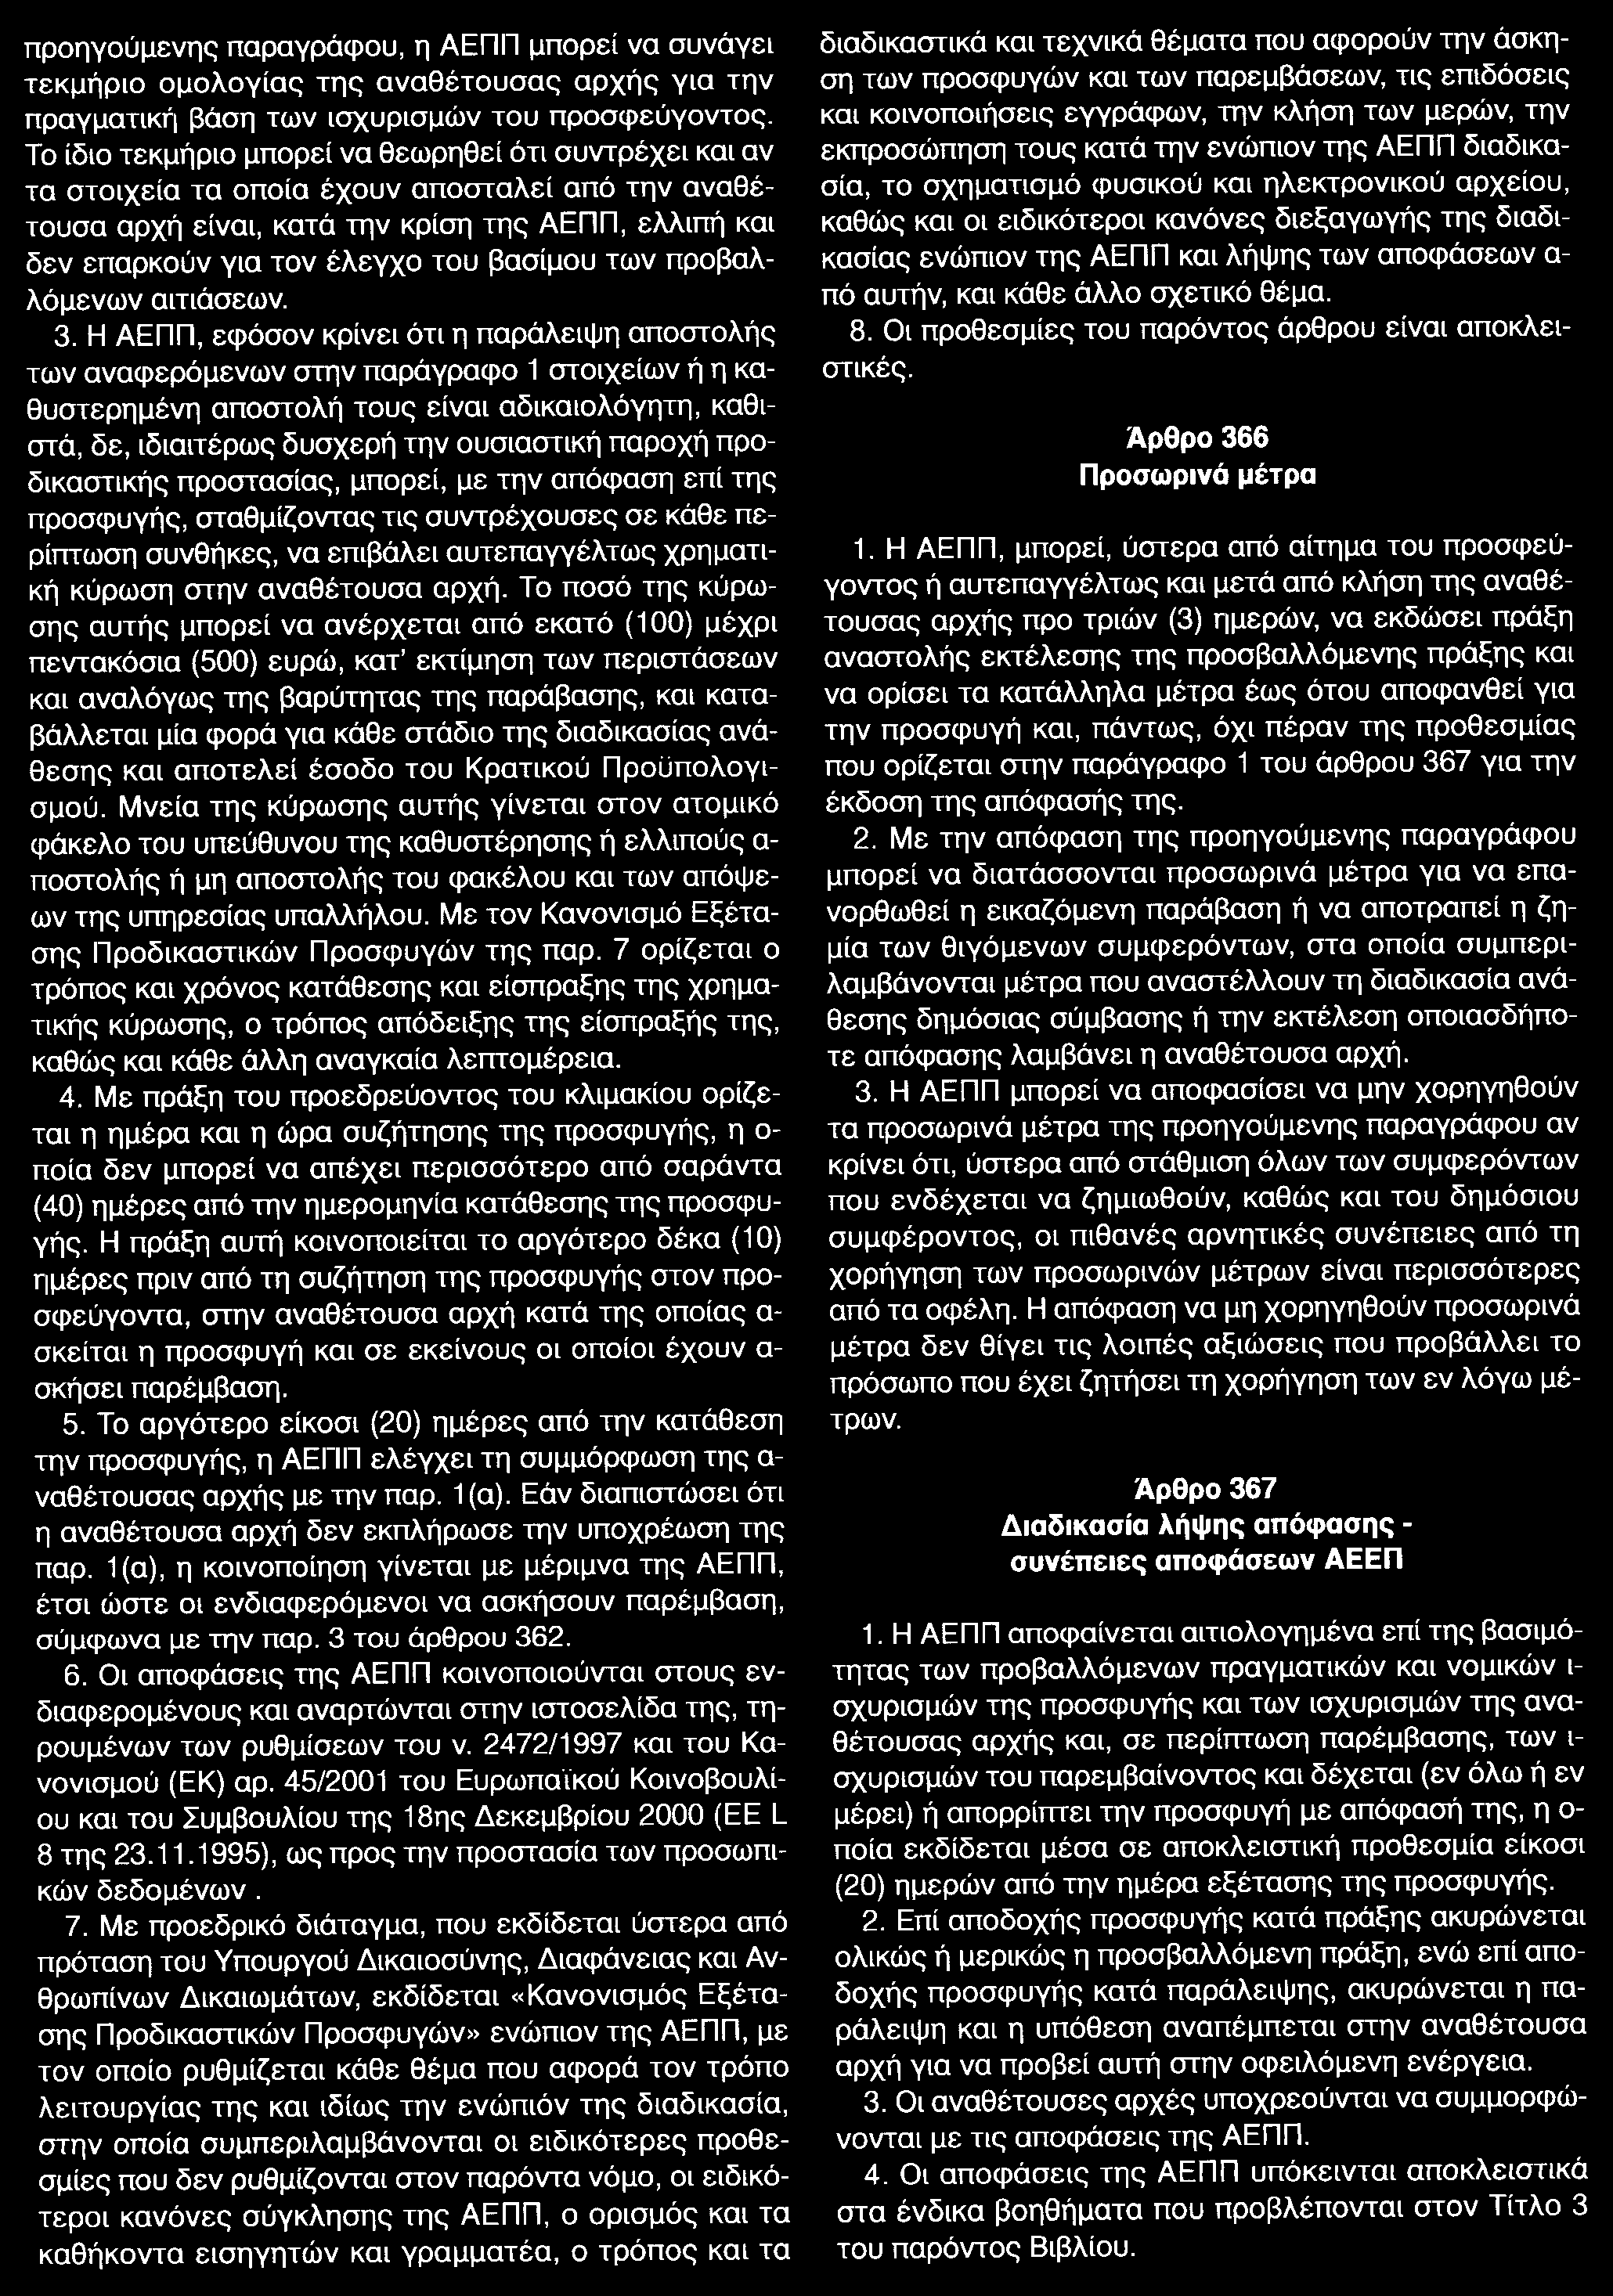 προηγούμενης παραγράφου, η ΑΕΠΠ μπορεί να συνάγει
τεκμήριο ομολογίας της αναθέτουσας αρχής για την
πραγματική βάση των ισχυρισμών του προσφεύγοντος.
Το ίδιο τεκμήριο μπορεί να θεωρηθεί ότι συντρέχει και αν
τα στοιχεία τα οποία έχουν αποσταλεί από την αναθέ-
τουσα αρχή είναι, κατά την κρίση της ΑΕΠΠ, ελλιπή και
δεν επαρκούν για τον έλεγχο του βασίμου των προβαλ-
λόμενων αιτιάσεων.
3. Η ΑΕΠΠ, εφόσον κρίνει ότι η παράλειψη αποστολής
των αναφερόμενων στην παράγραφο 1 στοιχείων ή η κα-
θυστερημένη αποστολή τους είναι αδικαιολόγητη, καθι-
στά, δε, ιδιαιτέρως δυσχερή την ουσιαστική παροχή προ-
δικαστικής προστασίας, μπορεί, με την απόφαση επί της
προσφυγής, σταθμίζοντας τις συντρέχουσες σε κάθε πε-
ρίπτωση συνθήκες, να επιβάλει αυτεπαγγέλτως χρηματι-
κή κύρωση στην αναθέτουσα αρχή. Το ποσό της κύρω-
σης αυτής μπορεί να ανέρχεται από εκατό (100) μέχρι
πεντακόσια (500) ευρώ, κατ’ εκτίμηση των περιστάσεων
και αναλόγως της βαρύτητας της παράβασης, και κατα-
βάλλεται μία φορά για κάθε στάδιο της διαδικασίας ανά-
θεσης και αποτελεί έσοδο του Κρατικού Προϋπολογι-
σμού. Μνεία της κύρωσης αυτής γίνεται στον ατομικό
φάκελο του υπεύθυνου της καθυστέρησης ή ελλιπούς α-
ποστολής ή μη αποστολής του φακέλου και των απόψε-
ων της υπηρεσίας υπαλλήλου. Με τον Κανονισμό Εξέτα-
σης Προδικαστικών Προσφυγών της παρ. 7 ορίζεται ο
τρόπος και χρόνος κατάθεσης και είσπραξης της χρημα-
τικής κύρωσης, ο τρόπος απόδειξης της είσπραξής της,
καθώς και κάθε άλλη αναγκαία λεπτομέρεια.
4. Με πράξη του προεδρεύοντος του κλιμακίου ορίζε-
ται η ημέρα και η ώρα συζήτησης της προσφυγής, η ο-
ποία δεν μπορεί να απέχει περισσότερο από σαράντα
(40) ημέρες από την ημερομηνία κατάθεσης της προσφυ-
γής. Η πράξη αυτή κοινοποιείται το αργότερο δέκα (10)
ημέρες πριν από τη συζήτηση της προσφυγής στον προ-
σφεύγοντα, στην αναθέτουσα αρχή κατά της οποίας α-
σκείται η προσφυγή και σε εκείνους οι οποίοι έχουν α-
σκήσει παρέμβαση.
5. Το αργότερο είκοσι (20) ημέρες από την κατάθεση
την προσφυγής, η ΑΕΠΠ ελέγχει τη συμμόρφωση της α-
ναθέτουσας αρχής με την παρ. 1(α). Εάν διαπιστώσει ότι
η αναθέτουσα αρχή δεν εκπλήρωσε την υποχρέωση της
παρ. 1(α), η κοινοποίηση γίνεται με μέριμνα της ΑΕΠΠ,
έτσι ώστε οι ενδιαφερόμενοι να ασκήσουν παρέμβαση,
σύμφωνα με την παρ. 3 του άρθρου 362.
6. Οι αποφάσεις της ΑΕΠΠ κοινοποιούνται στους εν-
διαφερομένους και αναρτώνται στην ιστοσελίδα της, τη-
ρουμένων των ρυθμίσεων του ν. 2472/1997 και του Κα-
νονισμού (ΕΚ) αρ. 45/2001 του Ευρωπαϊκού Κοινοβουλί-
ου και του Συμβουλίου της 18ης Δεκεμβρίου 2000 (ΕΕ L
8 της 23.11.1995), ως προς την προστασία των προσωπι-
κών δεδομένων .
7. Με προεδρικό διάταγμα, που εκδίδεται ύστερα από
πρόταση του Υπουργού Δικαιοσύνης, Διαφάνειας και Αν-
θρωπίνων Δικαιωμάτων, εκδίδεται «Κανονισμός Εξέτα-
σης Προδικαστικών Προσφυγών» ενώπιον της ΑΕΠΠ, με
τον οποίο ρυθμίζεται κάθε θέμα που αφορά τον τρόπο
λειτουργίας της και ιδίως την ενώπιόν της διαδικασία,
στην οποία συμπεριλαμβάνονται οι ειδικότερες προθε-
σμίες που δεν ρυθμίζονται στον παρόντα νόμο, οι ειδικό-
τεροι κανόνες σύγκλησης της ΑΕΠΠ, ο ορισμός και τα
καθήκοντα εισηγητών και γραμματέα, ο τρόπος και τα
διαδικαστικά και τεχνικά θέματα που αφορούν την άσκη-
ση των προσφυγών και των παρεμβάσεων, τις επιδόσεις
και κοινοποιήσεις εγγράφων, την κλήση των μερών, την
εκπροσώπηση τους κατά την ενώπιον της ΑΕΠΠ διαδικα-
σία, το σχηματισμό φυσικού και ηλεκτρονικού αρχείου,
καθώς και οι ειδικότεροι κανόνες διεξαγωγής της διαδι-
κασίας ενώπιον της ΑΕΠΠ και λήψης των αποφάσεων α-
πό αυτήν, και κάθε άλλο σχετικό θέμα.
8. Οι προθεσμίες του παρόντος άρθρου είναι αποκλει-
στικές.
Άρθρο 366
Προσωρινά μέτρα
1. Η ΑΕΠΠ, μπορεί, ύστερα από αίτημα του προσφεύ-
γοντος ή αυτεπαγγέλτως και μετά από κλήση της αναθέ-
τουσας αρχής προ τριών (3) ημερών, να εκδώσει πράξη
αναστολής εκτέλεσης της προσβαλλόμενης πράξης και
να ορίσει τα κατάλληλα μέτρα έως ότου αποφανθεί για
την προσφυγή και, πάντως, όχι πέραν της προθεσμίας
που ορίζεται στην παράγραφο 1 του άρθρου 367 για την
έκδοση της απόφασής της.
2. Με την απόφαση της προηγούμενης παραγράφου
μπορεί να διατάσσονται προσωρινά μέτρα για να επα-
νορθωθεί η εικαζόμενη παράβαση ή να αποτραπεί η ζη-
μία των θιγόμενων συμφερόντων, στα οποία συμπερι-
λαμβάνονται μέτρα που αναστέλλουν τη διαδικασία ανά-
θεσης δημόσιας σύμβασης ή την εκτέλεση οποιασδήπο-
τε απόφασης λαμβάνει η αναθέτουσα αρχή.
3. Η ΑΕΠΠ μπορεί να αποφασίσει να μην χορηγηθούν
τα προσωρινά μέτρα της προηγούμενης παραγράφου αν
κρίνει ότι, ύστερα από στάθμιση όλων των συμφερόντων
που ενδέχεται να ζημιωθούν, καθώς και του δημόσιου
συμφέροντος, οι πιθανές αρνητικές συνέπειες από τη
χορήγηση των προσωρινών μέτρων είναι περισσότερες
από τα οφέλη. Η απόφαση να μη χορηγηθούν προσωρινά
μέτρα δεν θίγει τις λοιπές αξιώσεις που προβάλλει το
πρόσωπο που έχει ζητήσει τη χορήγηση των εν λόγω μέ-
τρων.
Άρθρο 367
Διαδικασία λήψης απόφασης -
συνέπειες αποφάσεων ΑΕΕΠ
1. Η ΑΕΠΠ αποφαίνεται αιτιολογημένα επί της βασιμό-
τητας των προβαλλόμενων πραγματικών και νομικών ι-
σχυρισμών της προσφυγής και των ισχυρισμών της ανα-
θέτουσας αρχής και, σε περίπτωση παρέμβασης, των ι-
σχυρισμών του παρεμβαίνοντος και δέχεται (εν όλω ή εν
μέρει) ή απορρίπτει την προσφυγή με απόφασή της, η ο-
ποία εκδίδεται μέσα σε αποκλειστική προθεσμία είκοσι
(20) ημερών από την ημέρα εξέτασης της προσφυγής.
2. Επί αποδοχής προσφυγής κατά πράξης ακυρώνεται
ολικώς ή μερικώς η προσβαλλόμενη πράξη, ενώ επί απο-
δοχής προσφυγής κατά παράλειψης, ακυρώνεται η πα-
ράλειψη και η υπόθεση αναπέμπεται στην αναθέτουσα
αρχή για να προβεί αυτή στην οφειλόμενη ενέργεια.
3. Οι αναθέτουσες αρχές υποχρεούνται να συμμορφώ-
νονται με τις αποφάσεις της ΑΕΠΠ.
4. Οι αποφάσεις της ΑΕΠΠ υπόκεινται αποκλειστικά
στα ένδικα βοηθήματα που προβλέπονται στον Τίτλο 3
του παρόντος Βιβλίου.